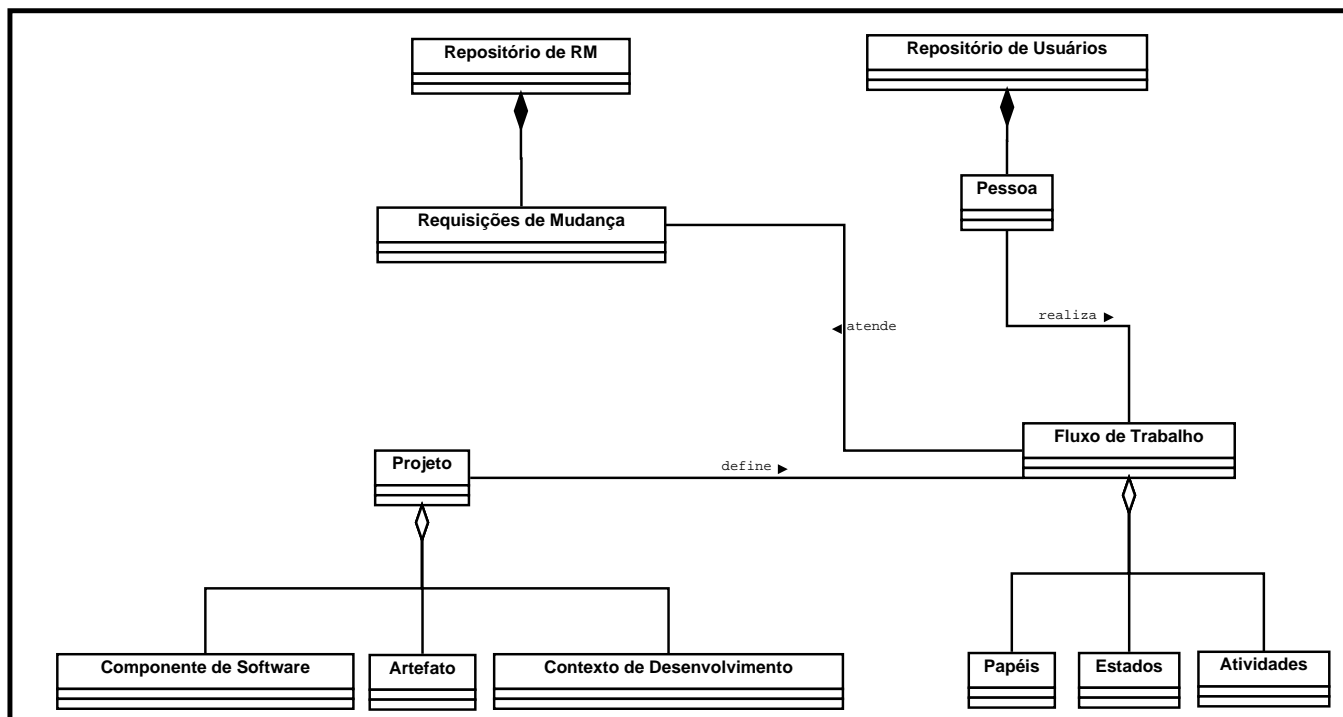 Repositório de RM
Repositório de Usuários
Pessoa
Requisições de Mudança
realiza
atende
Fluxo de Trabalho
Projeto
define
Componente de Software
Artefato
Contexto de Desenvolvimento
Papéis
Estados
Atividades